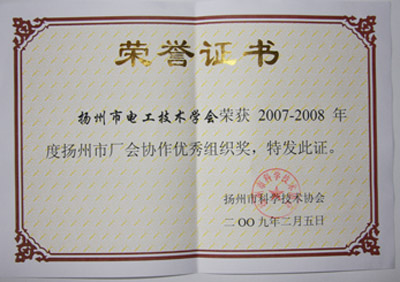 荣誉证书
扬州市电工技术学会荣获 2007-2008 年
度扬州市厂会协作优秀组织奖，特发此证。
扬州市科学技术协会
二OO九年二月五日